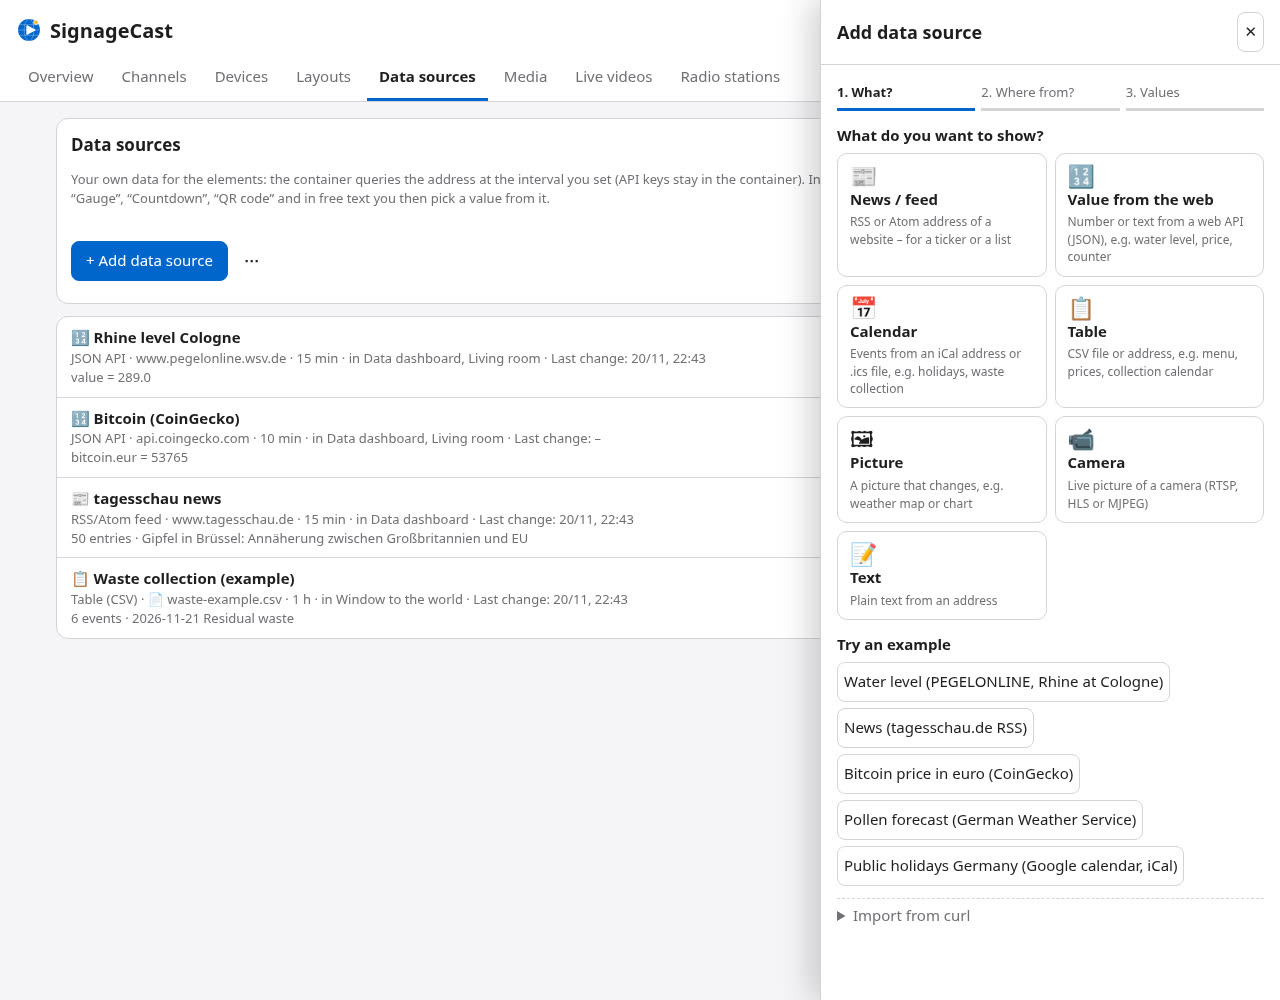 SignageCast
Overview Channels Devices Layouts Data sources Media Live videos Radio stations
Data sources
Your own data for the elements: the container queries the address at the interval you set (API keys stay in the container). In
“Gauge”, “Countdown”, “QR code” and in free text you then pick a value from it.
+ Add data source ···
Rhine level Cologne
JSON API · www.pegelonline.wsv.de · 15 min · in Data dashboard, Living room · Last change: 20/11, 22:43
value = 289.0
Bitcoin (CoinGecko)
JSON API · api.coingecko.com · 10 min · in Data dashboard, Living room · Last change: –
bitcoin.eur = 53765
tagesschau news
RSS/Atom feed · www.tagesschau.de · 15 min · in Data dashboard · Last change: 20/11, 22:43
50 entries · Gipfel in Brüssel: Annäherung zwischen Großbritannien und EU
Waste collection (example)
Table (CSV) · 📄 waste-example.csv · 1 h · in Window to the world · Last change: 20/11, 22:43
6 events · 2026-11-21 Residual waste
Add data source ✕
1. What? 2. Where from? 3. Values
What do you want to show?
News / feed
RSS or Atom address of a
website – for a ticker or a list
Value from the web
Number or text from a web API
(JSON), e.g. water level, price,
counter
Calendar
Events from an iCal address or
.ics file, e.g. holidays, waste
collection
Table
CSV file or address, e.g. menu,
prices, collection calendar
Picture
A picture that changes, e.g.
weather map or chart
Camera
Live picture of a camera (RTSP,
HLS or MJPEG)
Text
Plain text from an address
Try an example
Water level (PEGELONLINE, Rhine at Cologne)
News (tagesschau.de RSS)
Bitcoin price in euro (CoinGecko)
Pollen forecast (German Weather Service)
Public holidays Germany (Google calendar, iCal)
Import from curl